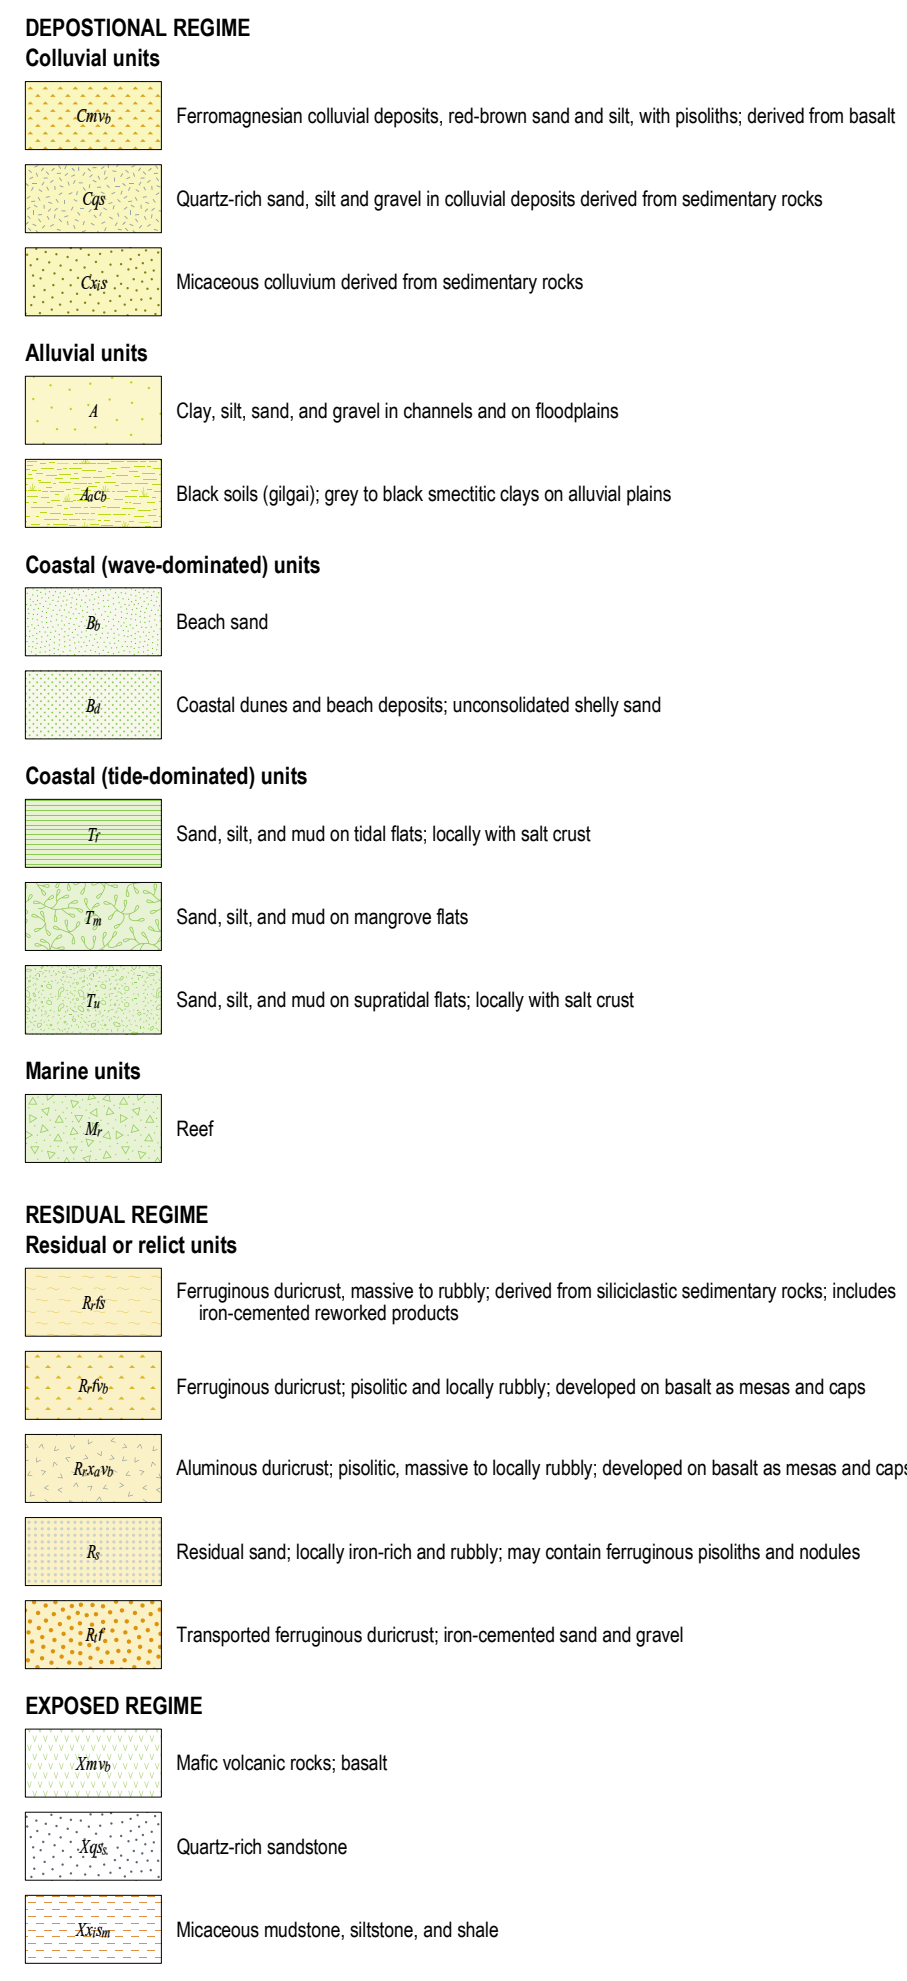 DEPOSTIONAL REGIME
Colluvial units
Cmvb
Ferromagnesian colluvial deposits, red-brown sand and silt, with pisoliths; derived from basalt
Cqs
Quartz-rich sand, silt and gravel in colluvial deposits derived from sedimentary rocks
Cxis
Micaceous colluvium derived from sedimentary rocks
Alluvial units
A
Clay, silt, sand, and gravel in channels and on floodplains
Aacb
Black soils (gilgai); grey to black smectitic clays on alluvial plains
Coastal (wave-dominated) units
Bb
Beach sand
Bd
Coastal dunes and beach deposits; unconsolidated shelly sand
Coastal (tide-dominated) units
Tf
Sand, silt, and mud on tidal flats; locally with salt crust
Tm
Sand, silt, and mud on mangrove flats
Tu
Sand, silt, and mud on supratidal flats; locally with salt crust
Marine units
Mr
Reef
RESIDUAL REGIME
Residual or relict units
Rrfs
Ferruginous duricrust, massive to rubbly; derived from siliciclastic sedimentary rocks; includes
iron-cemented reworked products
Rrfvb
Ferruginous duricrust; pisolitic and locally rubbly; developed on basalt as mesas and caps
Rrxavb
Aluminous duricrust; pisolitic, massive to locally rubbly; developed on basalt as mesas and caps
Rs
Residual sand; locally iron-rich and rubbly; may contain ferruginous pisoliths and nodules
Rtf
Transported ferruginous duricrust; iron-cemented sand and gravel
EXPOSED REGIME
Xmvb
Mafic volcanic rocks; basalt
Xqss
Quartz-rich sandstone
Xxism
Micaceous mudstone, siltstone, and shale